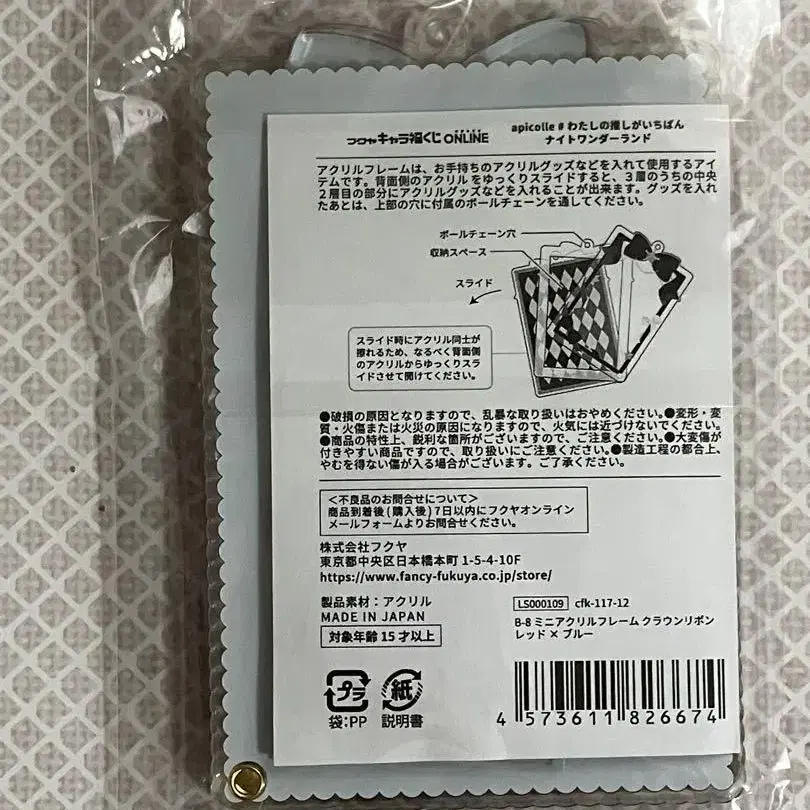 フクヤキャラ福くじONLINE
apicolle # わたしの推しがいちばん
ナイトワンダーランド
アクリルフレームは、お手持ちのアクリルグッズなどを入れて使用するアイ
テムです。背面側のアクリルをゆっくりスライドすると、3層のうちの中央
2層目の部分にアクリルグッズなどを入れることが出来ます。グッズを入れ
たあとは、上部の穴に付属のボールチェーンを通してください。
ボールチェーン穴
収納スペース
スライド
スライド時にアクリル同士が
擦れるため、なるべく背面側
のアクリルからゆっくりスラ
イドさせて開けてください。
●破損の原因となりますので、乱暴な取り扱いはおやめください。●変形・変
質・火傷または火災の原因になりますので、火気には近づけないでください。
●商品の特性上、鋭利な箇所がございますので、ご注意ください。●大変傷が
付きやすい商品ですので、取り扱いにご注意ください。●製造工程の都合上、
やむを得ない傷が入る場合がございます。ご了承ください。
<不良品のお問合せについて>
商品到着後(購入後)7日以内にフクヤオンライン
メールフォームよりお問合せください。
株式会社フクヤ
東京都中央区日本橋本町 1-5-4-10F
https://www.fancy-fukuya.co.jp/store/
製品素材：アクリル
MADE IN JAPAN
対象年齢 15 才以上
LS000109 cfk-117-12
B-8 ミニアクリルフレーム クラウンリボン
レッド × ブルー
プラ
袋:PP
紙
説明書
4 573611 826674